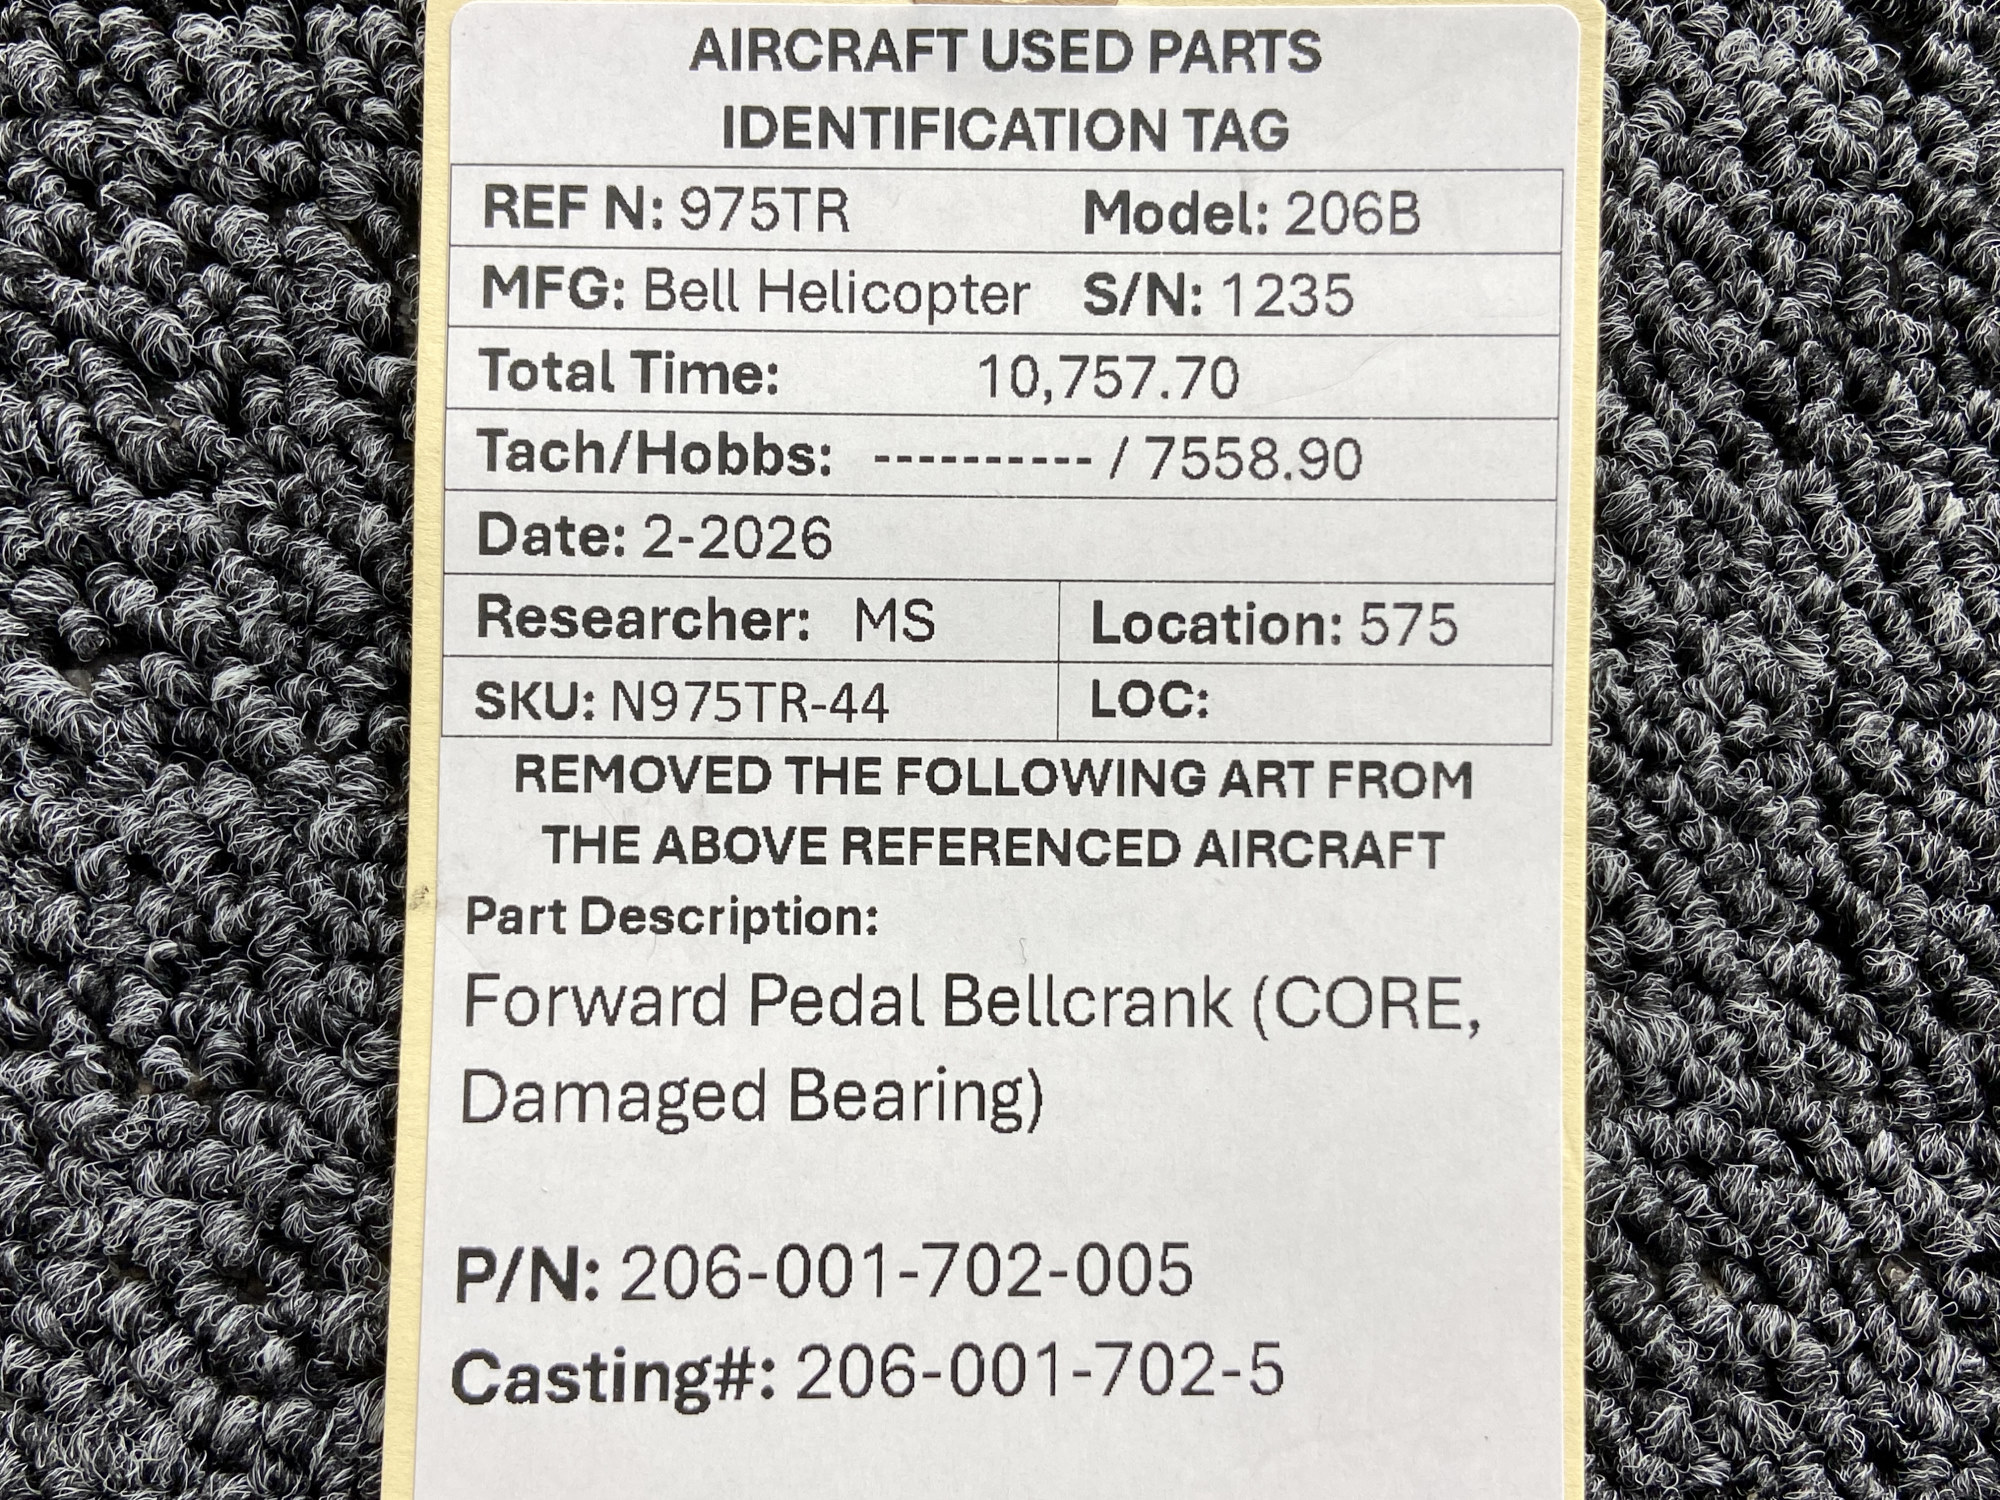 AIRCRAFT USED PARTS
IDENTIFICATION TAG
REF N: 975TR Model: 206B
MFG: Bell Helicopter S/N: 1235
Total Time: 10,757.70
Tach/Hobbs: ---------- / 7558.90
Date: 2-2026
Researcher: MS Location: 575
SKU: N975TR-44 LOC:
REMOVED THE FOLLOWING ART FROM
THE ABOVE REFERENCED AIRCRAFT
Part Description:
Forward Pedal Bellcrank (CORE,
Damaged Bearing)
P/N: 206-001-702-005
Casting#: 206-001-702-5